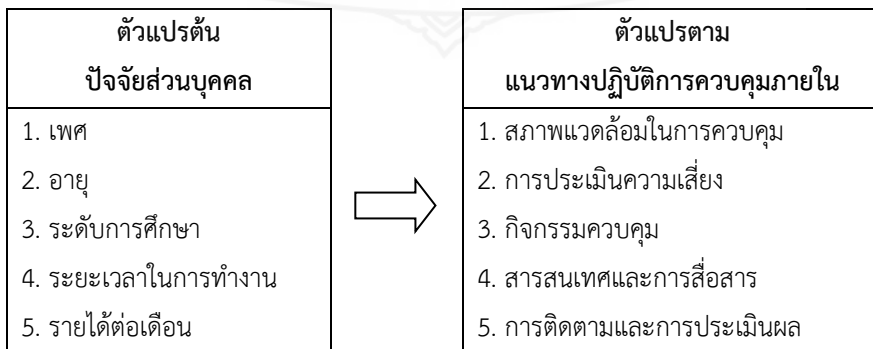 ตัวแปรต้น
ปัจจัยส่วนบุคคล
1. เพศ
2. อายุ
3. ระดับการศึกษา
4. ระยะเวลาในการทำงาน
5. รายได้ต่อเดือน
ตัวแปรตาม
แนวทางปฏิบัติการควบคุมภายใน
1. สภาพแวดล้อมในการควบคุม
2. การประเมินความเสี่ยง
3. กิจกรรมควบคุม
4. สารสนเทศและการสื่อสาร
5. การติดตามและการประเมินผล